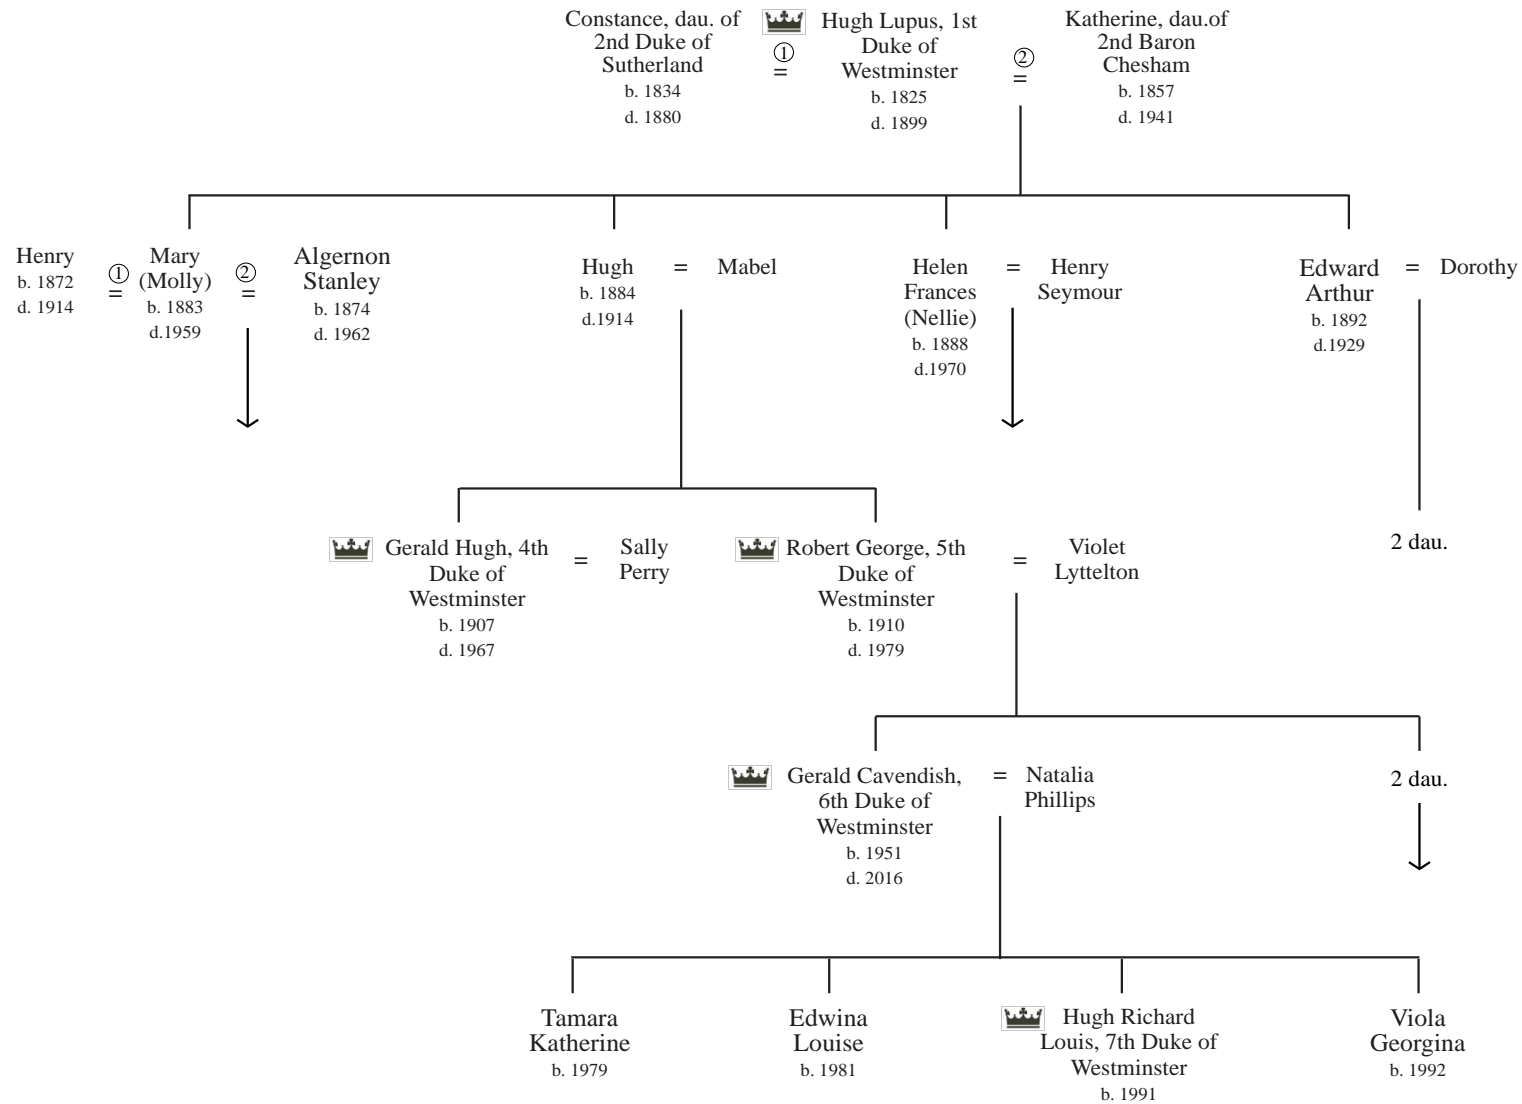 Constance, dau. of
2nd Duke of
Sutherland
b. 1834
d. 1880
①
=
Hugh Lupus, 1st
Duke of
Westminster
b. 1825
d. 1899
②
=
Katherine, dau.of
2nd Baron
Chesham
b. 1857
d. 1941
Henry
b. 1872
d. 1914
①
=
Mary
(Molly)
b. 1883
d.1959
②
=
Algernon
Stanley
b. 1874
d. 1962
Hugh
b. 1884
d.1914
=
Mabel
Helen
Frances
(Nellie)
b. 1888
d.1970
=
Henry
Seymour
Edward
Arthur
b. 1892
d.1929
=
Dorothy
Gerald Hugh, 4th
Duke of
Westminster
b. 1907
d. 1967
=
Sally
Perry
Robert George, 5th
Duke of
Westminster
b. 1910
d. 1979
=
Violet
Lyttelton
2 dau.
Gerald Cavendish,
6th Duke of
Westminster
b. 1951
d. 2016
=
Natalia
Phillips
2 dau.
Tamara
Katherine
b. 1979
Edwina
Louise
b. 1981
Hugh Richard
Louis, 7th Duke of
Westminster
b. 1991
Viola
Georgina
b. 1992